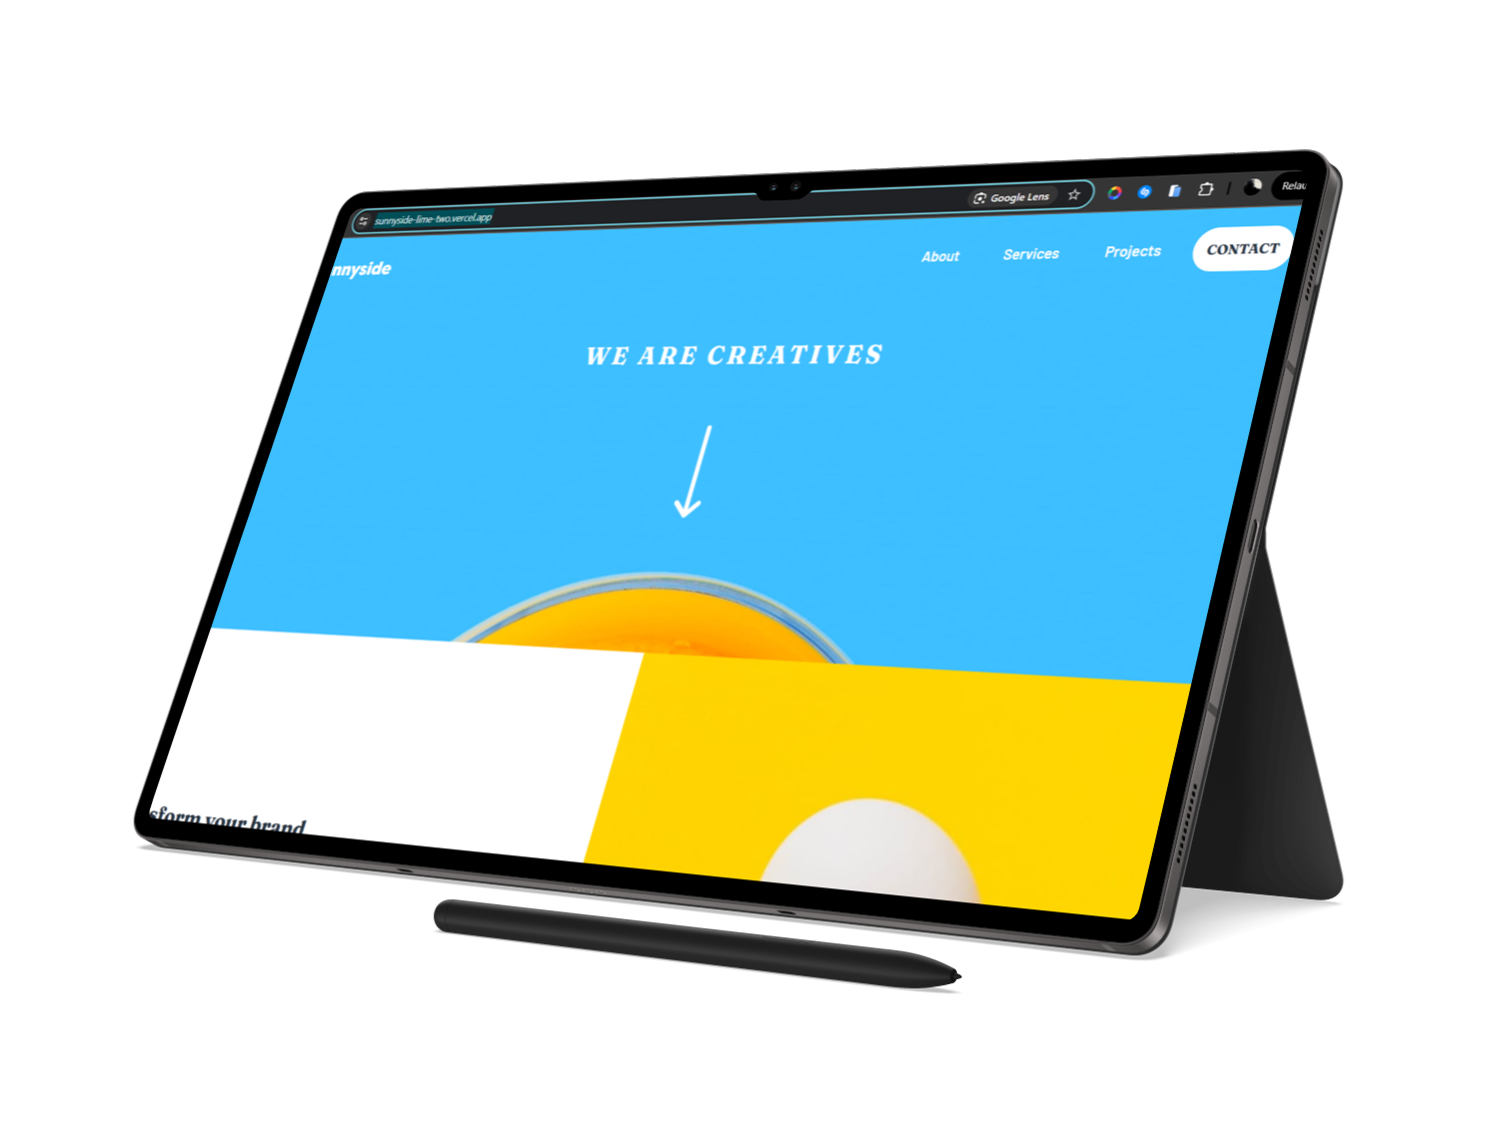 sunnyside-lime-two.vercel.app
Google Lens
Relau
nnyside
About
Services
Projects
CONTACT
WE ARE CREATIVES
sform your brand